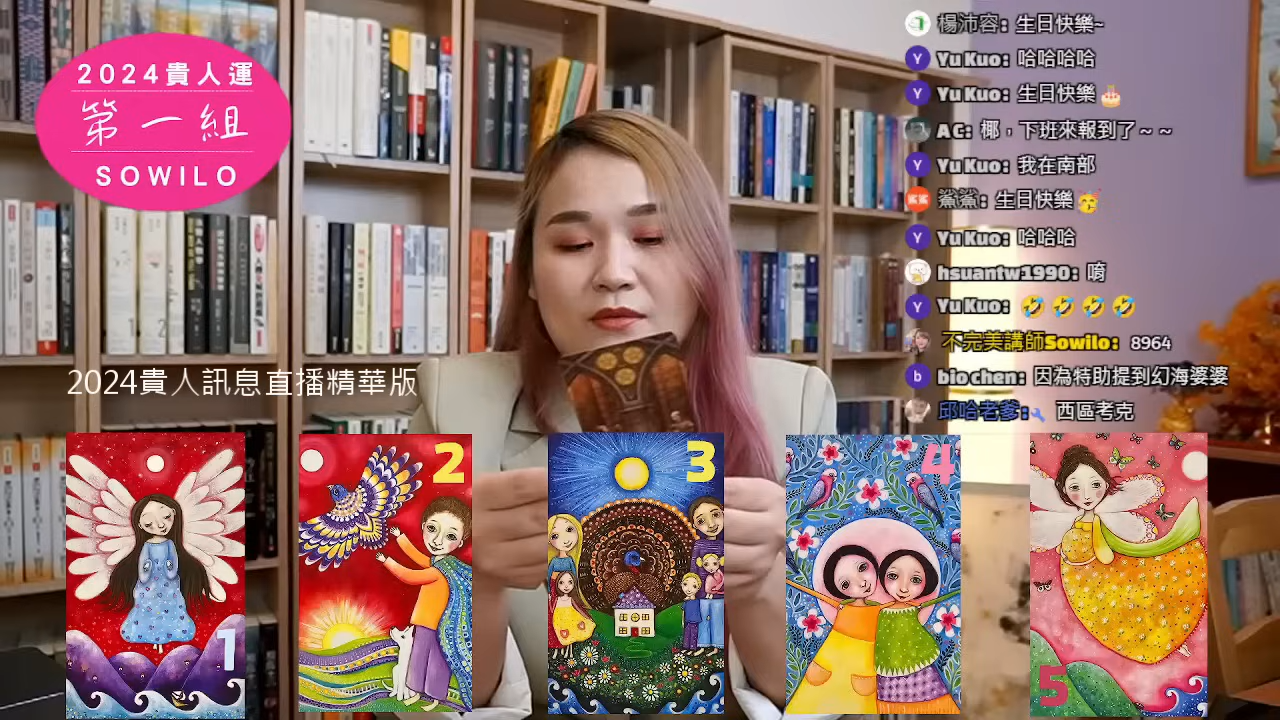 2024貴人運
第一組
SOWILO
2024貴人訊息直播精華版
1
2
3
4
5
楊沛容: 生日快樂~
Yu Kuo: 哈哈哈哈
Yu Kuo: 生日快樂🎂
A C: 椰，下班來報到了~~
Yu Kuo: 我在南部
鯊鯊: 生日快樂🥳
Yu Kuo: 哈哈哈
hsuantw1990: 唷
Yu Kuo: 🤣🤣🤣🤣
不完美講師Sowilo: 8964
bio chen: 因為特助提到幻海婆婆
邱哈老爹:🔧 西區考克